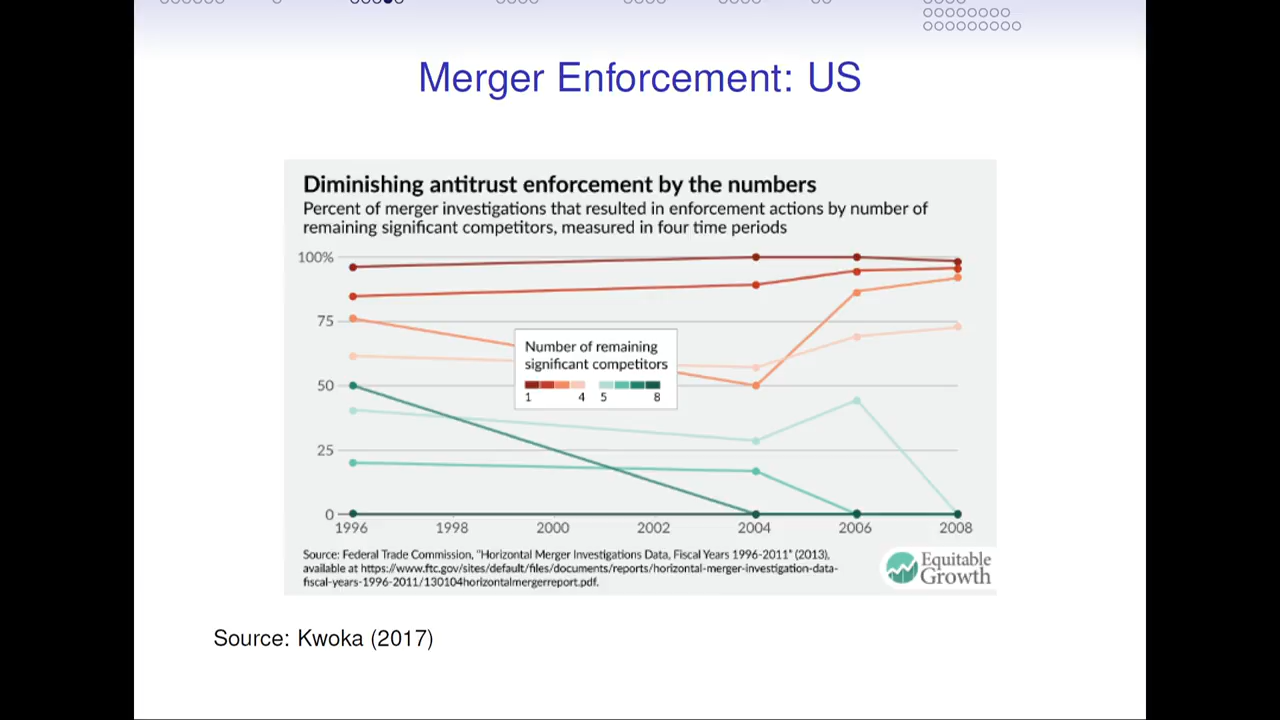 Merger Enforcement: US
Diminishing antitrust enforcement by the numbers
Percent of merger investigations that resulted in enforcement actions by number of
remaining significant competitors, measured in four time periods
100%
75
50
25
0
Number of remaining
significant competitors
1 4 5 8
1996 1998 2000 2002 2004 2006 2008
Source: Federal Trade Commission, "Horizontal Merger Investigations Data, Fiscal Years 1996-2011" (2013),
available at https://www.ftc.gov/sites/default/files/documents/reports/horizontal-merger-investigation-data-
fiscal-years-1996-2011/130104horizontalmergerreport.pdf.
Equitable
Growth
Source: Kwoka (2017)